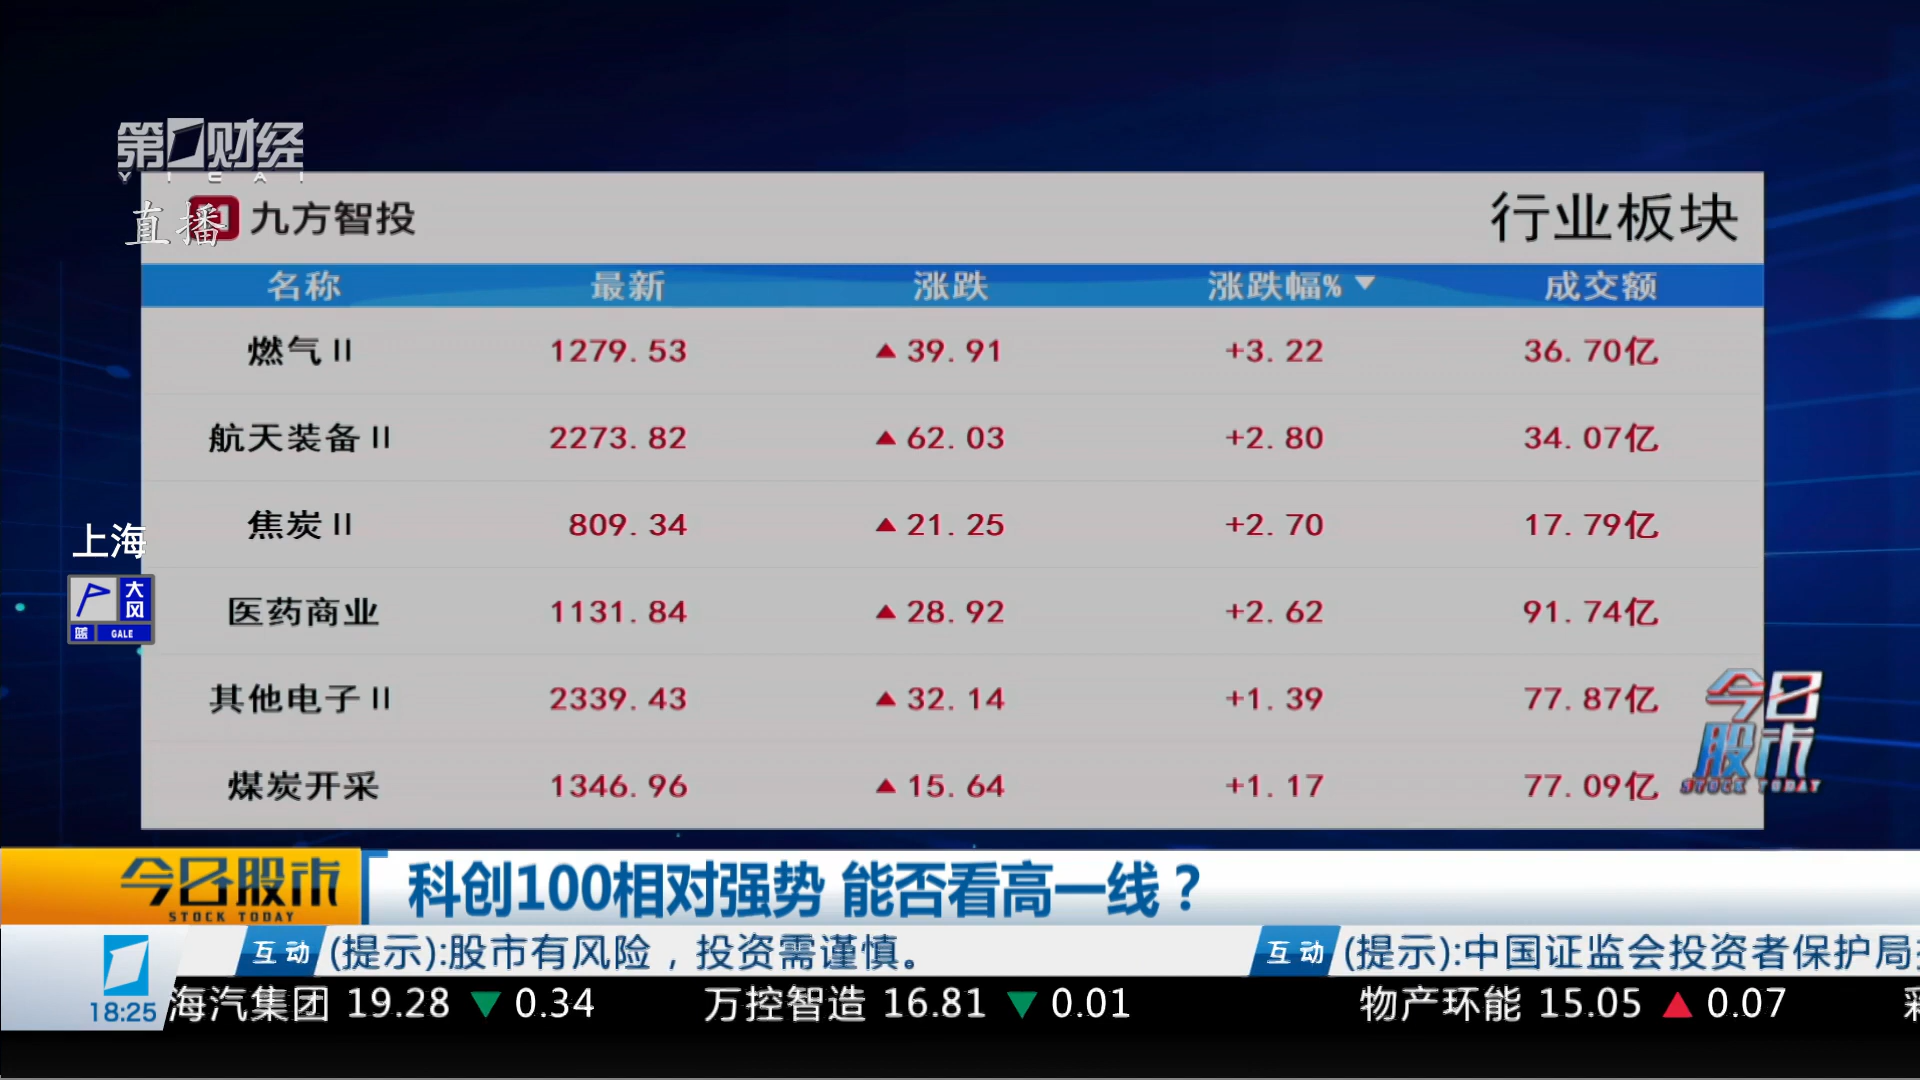 第一财经
YICAI
直播
九方智投
行业板块
名称 最新 涨跌 涨跌幅% 成交额
燃气II 1279.53 39.91 +3.22 36.70亿
航天装备II 2273.82 62.03 +2.80 34.07亿
焦炭II 809.34 21.25 +2.70 17.79亿
医药商业 1131.84 28.92 +2.62 91.74亿
其他电子II 2339.43 32.14 +1.39 77.87亿
煤炭开采 1346.96 15.64 +1.17 77.09亿
上海
大风
蓝 GALE
今日股市
STOCK TODAY
今日股市
STOCK TODAY
科创100相对强势 能否看高一线？
互动 (提示):股市有风险，投资需谨慎。 互动 (提示):中国证监会投资者保护局
18:25
海汽集团 19.28 ▼ 0.34 万控智造 16.81 ▼ 0.01 物产环能 15.05 ▲ 0.07